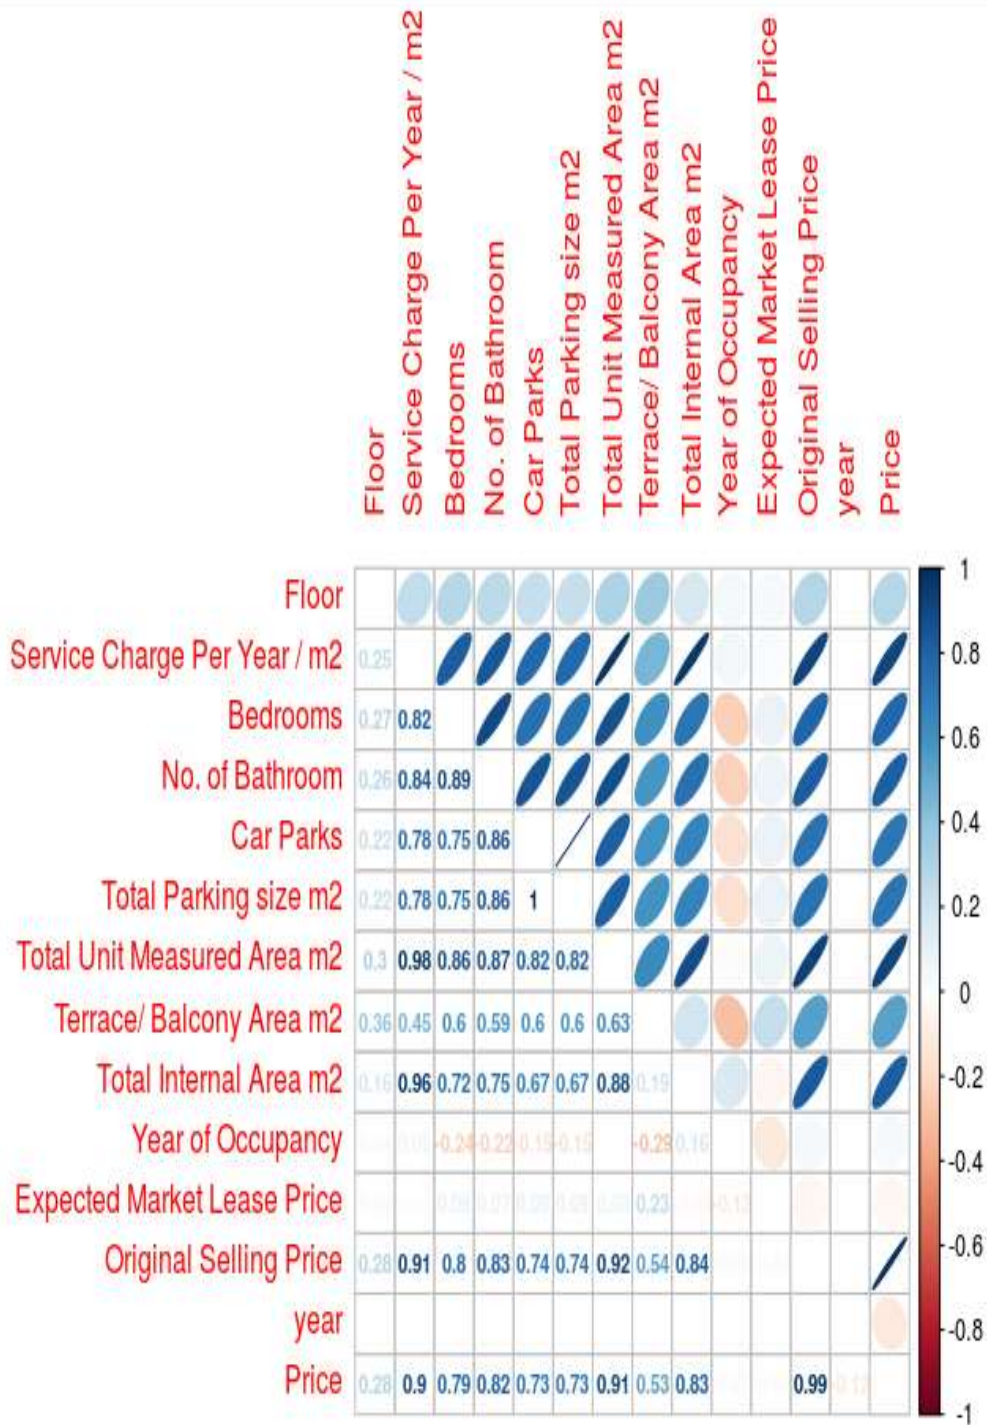 Floor
Service Charge Per Year / m2
Bedrooms
No. of Bathroom
Car Parks
Total Parking size m2
Total Unit Measured Area m2
Terrace/ Balcony Area m2
Total Internal Area m2
Year of Occupancy
Expected Market Lease Price
Original Selling Price
year
Price
Floor
Service Charge Per Year / m2 0.25
Bedrooms 0.27 0.82
No. of Bathroom 0.26 0.84 0.89
Car Parks 0.22 0.78 0.75 0.86
Total Parking size m2 0.22 0.78 0.75 0.86 1
Total Unit Measured Area m2 0.3 0.98 0.86 0.87 0.82 0.82
Terrace/ Balcony Area m2 0.36 0.45 0.6 0.59 0.6 0.6 0.63
Total Internal Area m2 0.16 0.96 0.72 0.75 0.67 0.67 0.88 0.19
Year of Occupancy -0.24 -0.22 -0.15 -0.15 -0.29 0.16
Expected Market Lease Price 0.23
Original Selling Price 0.28 0.91 0.8 0.83 0.74 0.74 0.92 0.54 0.84
year
Price 0.28 0.9 0.79 0.82 0.73 0.73 0.91 0.53 0.83 0.99 -0.12
1
0.8
0.6
0.4
0.2
0
-0.2
-0.4
-0.6
-0.8
-1